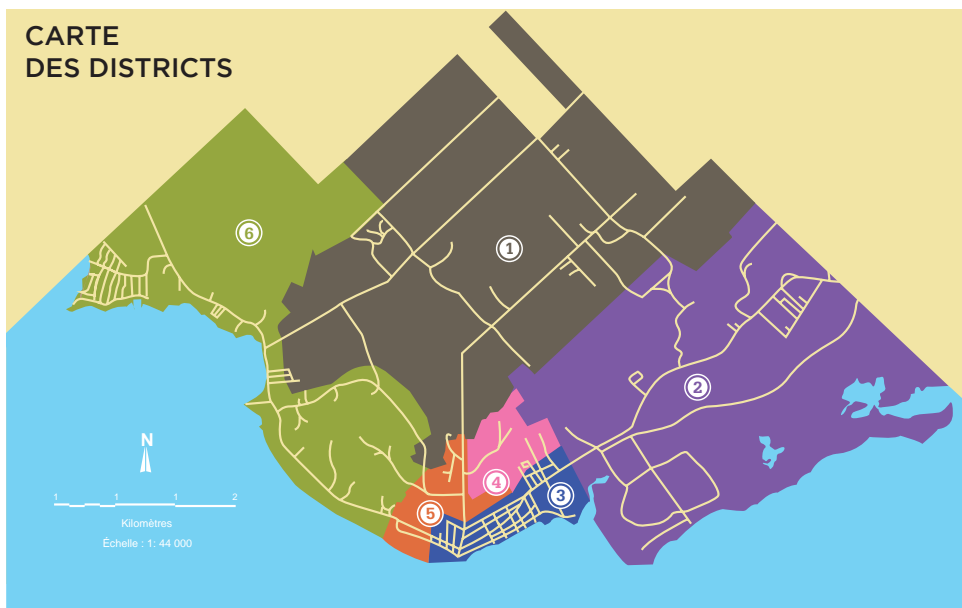 CARTE
DES DISTRICTS
6
1
2
4
3
5
N
1 1 1 2
Kilomètres
Échelle : 1: 44 000